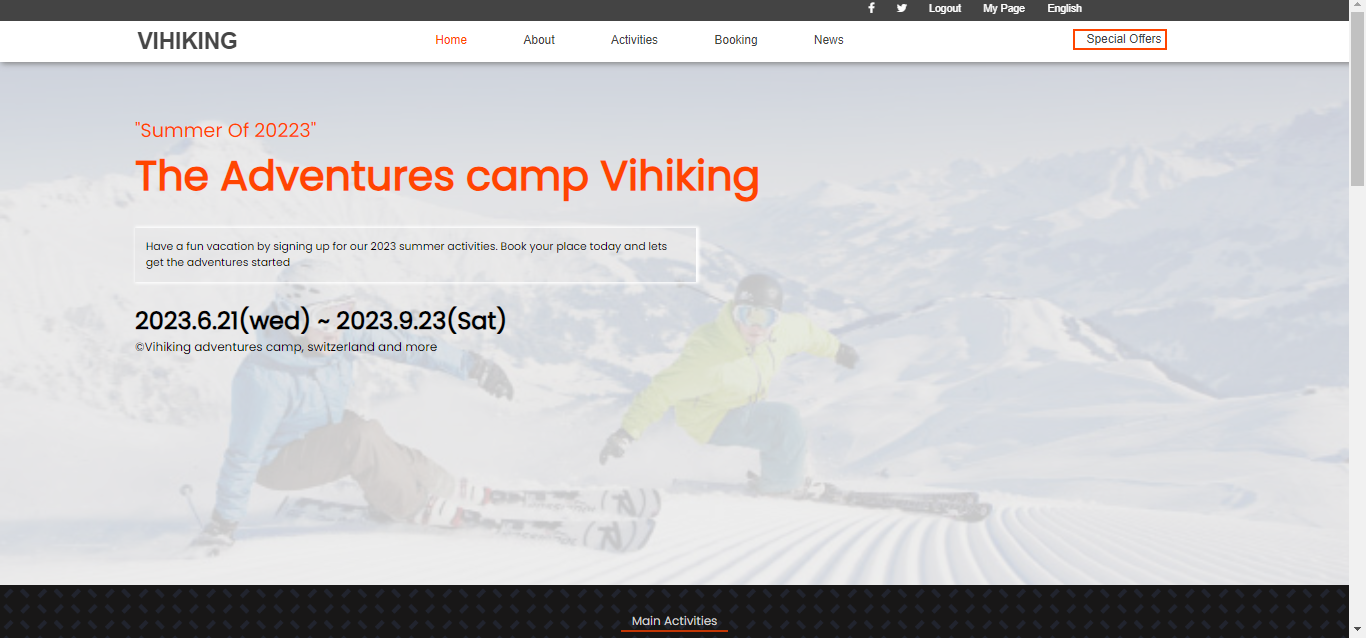 Logout My Page English
VIHIKING
Home About Activities Booking News
Special Offers
"Summer Of 20223"
The Adventures camp Vihiking
Have a fun vacation by signing up for our 2023 summer activities. Book your place today and lets
get the adventures started
2023.6.21(wed) ~ 2023.9.23(Sat)
©Vihiking adventures camp, switzerland and more
Main Activities